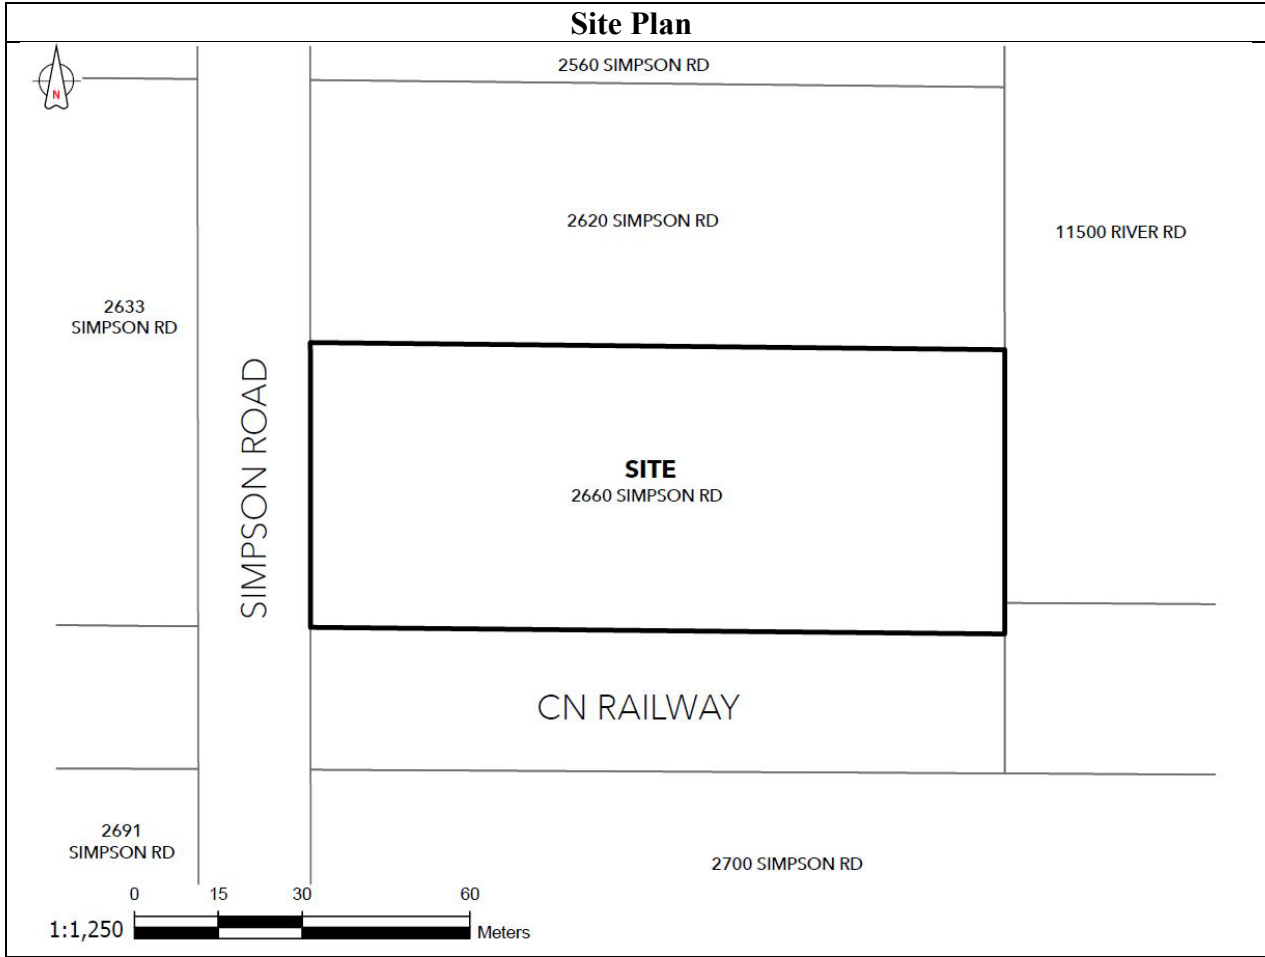 Site Plan
N
2560 SIMPSON RD
2620 SIMPSON RD
11500 RIVER RD
2633
SIMPSON RD
SIMPSON ROAD
SITE
2660 SIMPSON RD
CN RAILWAY
2691
SIMPSON RD
2700 SIMPSON RD
0 15 30 60
1:1,250
Meters